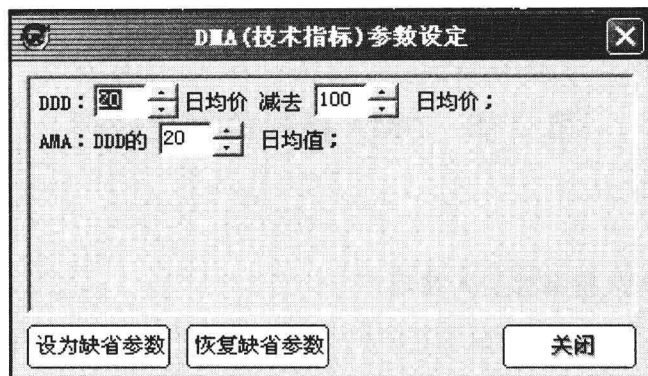 DMA(技术指标)参数设定
DDD: 20 日均价 减去 100 日均价;
AMA: DDD的 20 日均值;
设为缺省参数 恢复缺省参数 关闭